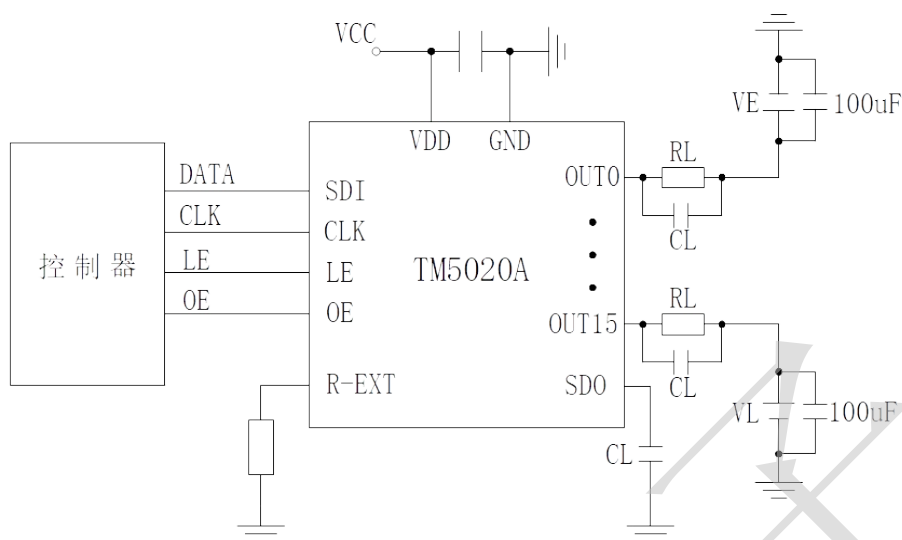 VCC
VDD GND
VE 100uF
DATA
SDI
CLK
CLK
LE
LE
OE
OE
控制器
TM5020A
OUT0
RL
CL
OUT15
RL
CL
R-EXT
SDO
CL
VL 100uF